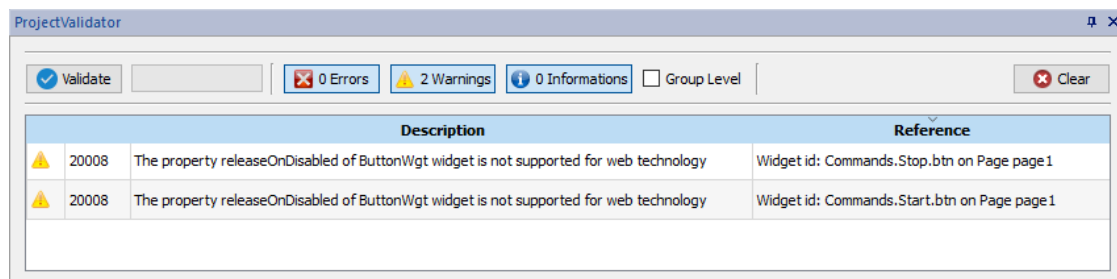 ProjectValidator
Validate 0 Errors 2 Warnings 0 Informations Group Level Clear
Description Reference
20008 The property releaseOnDisabled of ButtonWgt widget is not supported for web technology Widget id: Commands.Stop.btn on Page page1
20008 The property releaseOnDisabled of ButtonWgt widget is not supported for web technology Widget id: Commands.Start.btn on Page page1